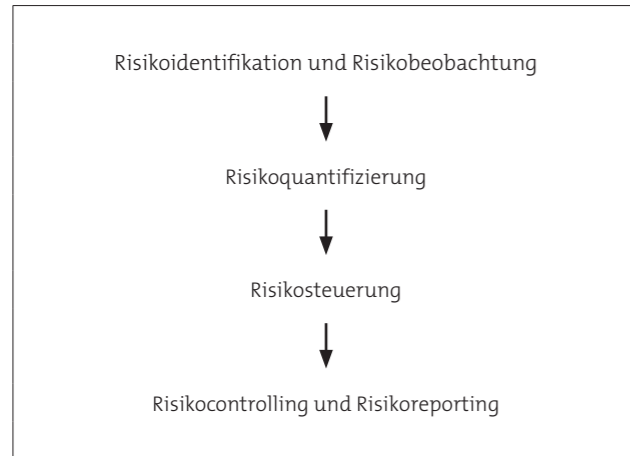 Risikoidentifikation und Risikobeobachtung
Risikoquantifizierung
Risikosteuerung
Risikocontrolling und Risikoreporting